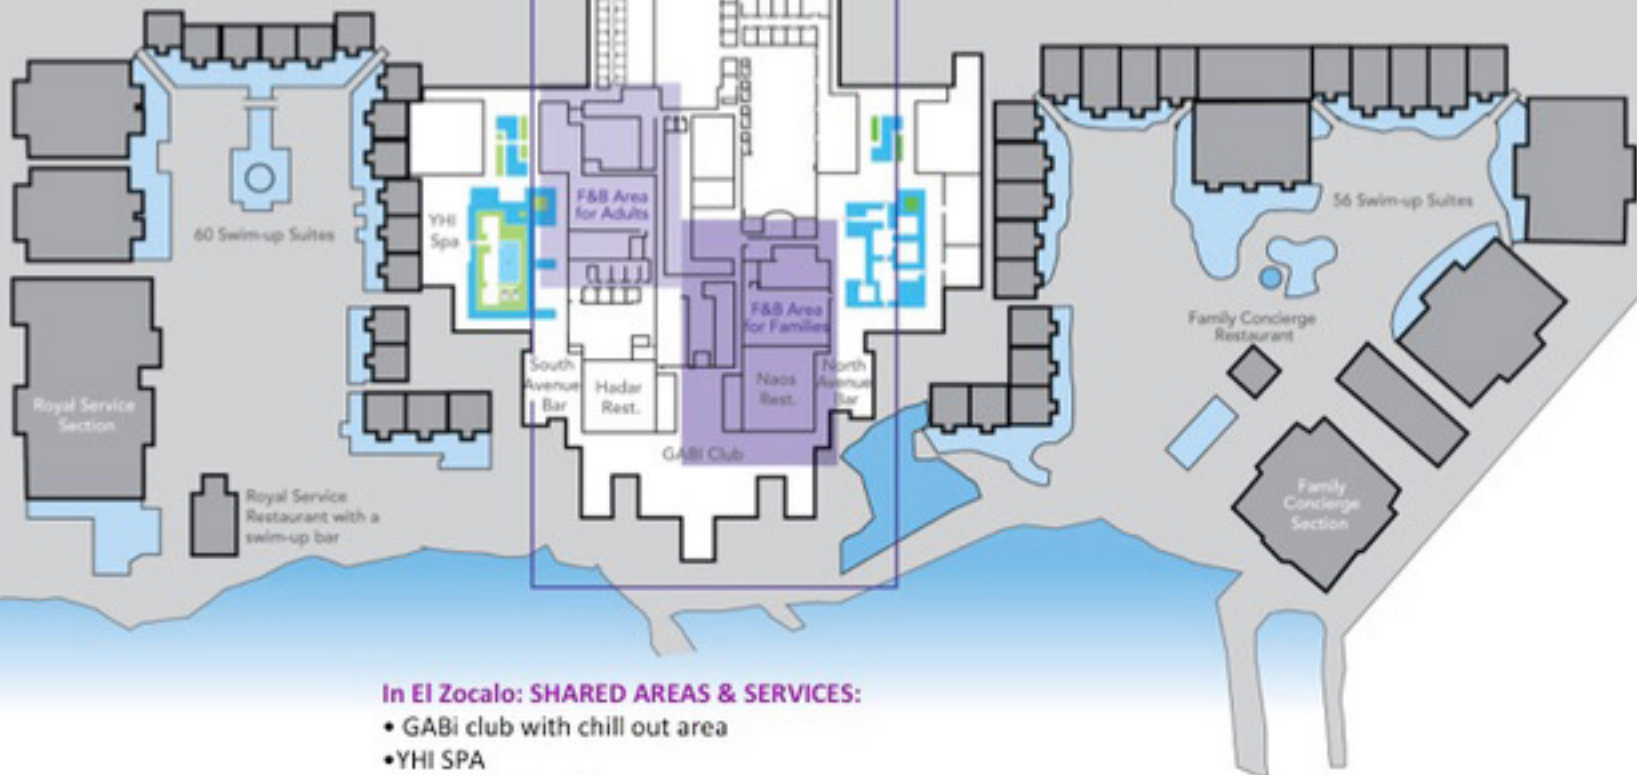 F&B Area
for Adults
YHI
Spa
60 Swim-up Suites
56 Swim-up Suites
F&B Area
for Families
Family Concierge
Restaurant
South
Avenue
Bar
Hadar
Rest.
Naos
Rest.
North
Avenue
Bar
Royal Service
Section
GABI Club
Royal Service
Restaurant with a
swim-up bar
Family
Concierge
Section
In El Zocalo: SHARED AREAS & SERVICES:
• GABi club with chill out area
•YHI SPA